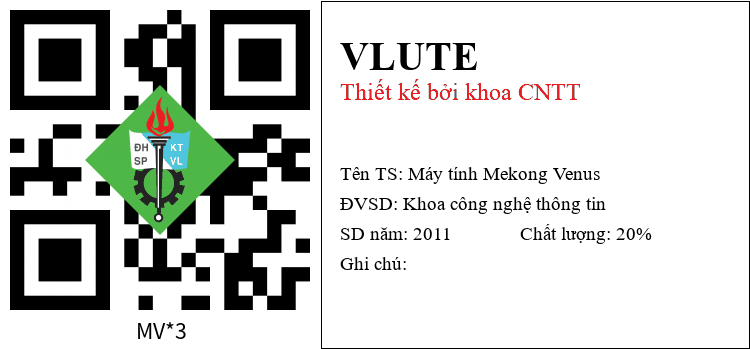 ĐH KT
SP VL
MV*3
VLUTE
Thiết kế bởi khoa CNTT
Tên TS: Máy tính Mekong Venus
ĐVSD: Khoa công nghệ thông tin
SD năm: 2011 Chất lượng: 20%
Ghi chú: